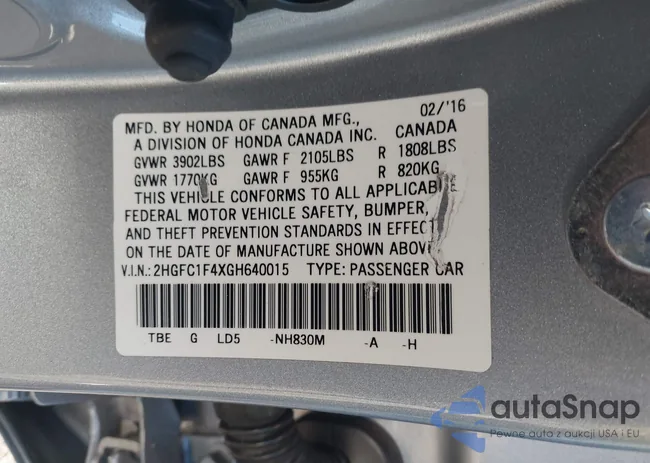 02/'16
MFD. BY HONDA OF CANADA MFG.,
A DIVISION OF HONDA CANADA INC. CANADA
GVWR 3902LBS GAWR F 2105LBS R 1808LBS
GVWR 1770KG GAWR F 955KG R 820KG
THIS VEHICLE CONFORMS TO ALL APPLICABLE
FEDERAL MOTOR VEHICLE SAFETY, BUMPER,
AND THEFT PREVENTION STANDARDS IN EFFECT
ON THE DATE OF MANUFACTURE SHOWN ABOVE
V.I.N.: 2HGFC1F4XGH640015 TYPE: PASSENGER CAR
TBE G LD5 -NH830M -A -H
autaSnap
Pewne auta z aukcji USA i EU